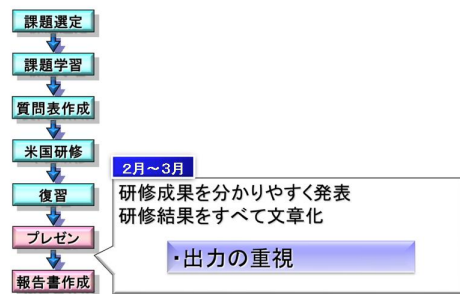 課題選定
課題学習
質問表作成
米国研修
復習
プレゼン
報告書作成
2月～3月
研修成果を分かりやすく発表
研修結果をすべて文章化
・出力の重視